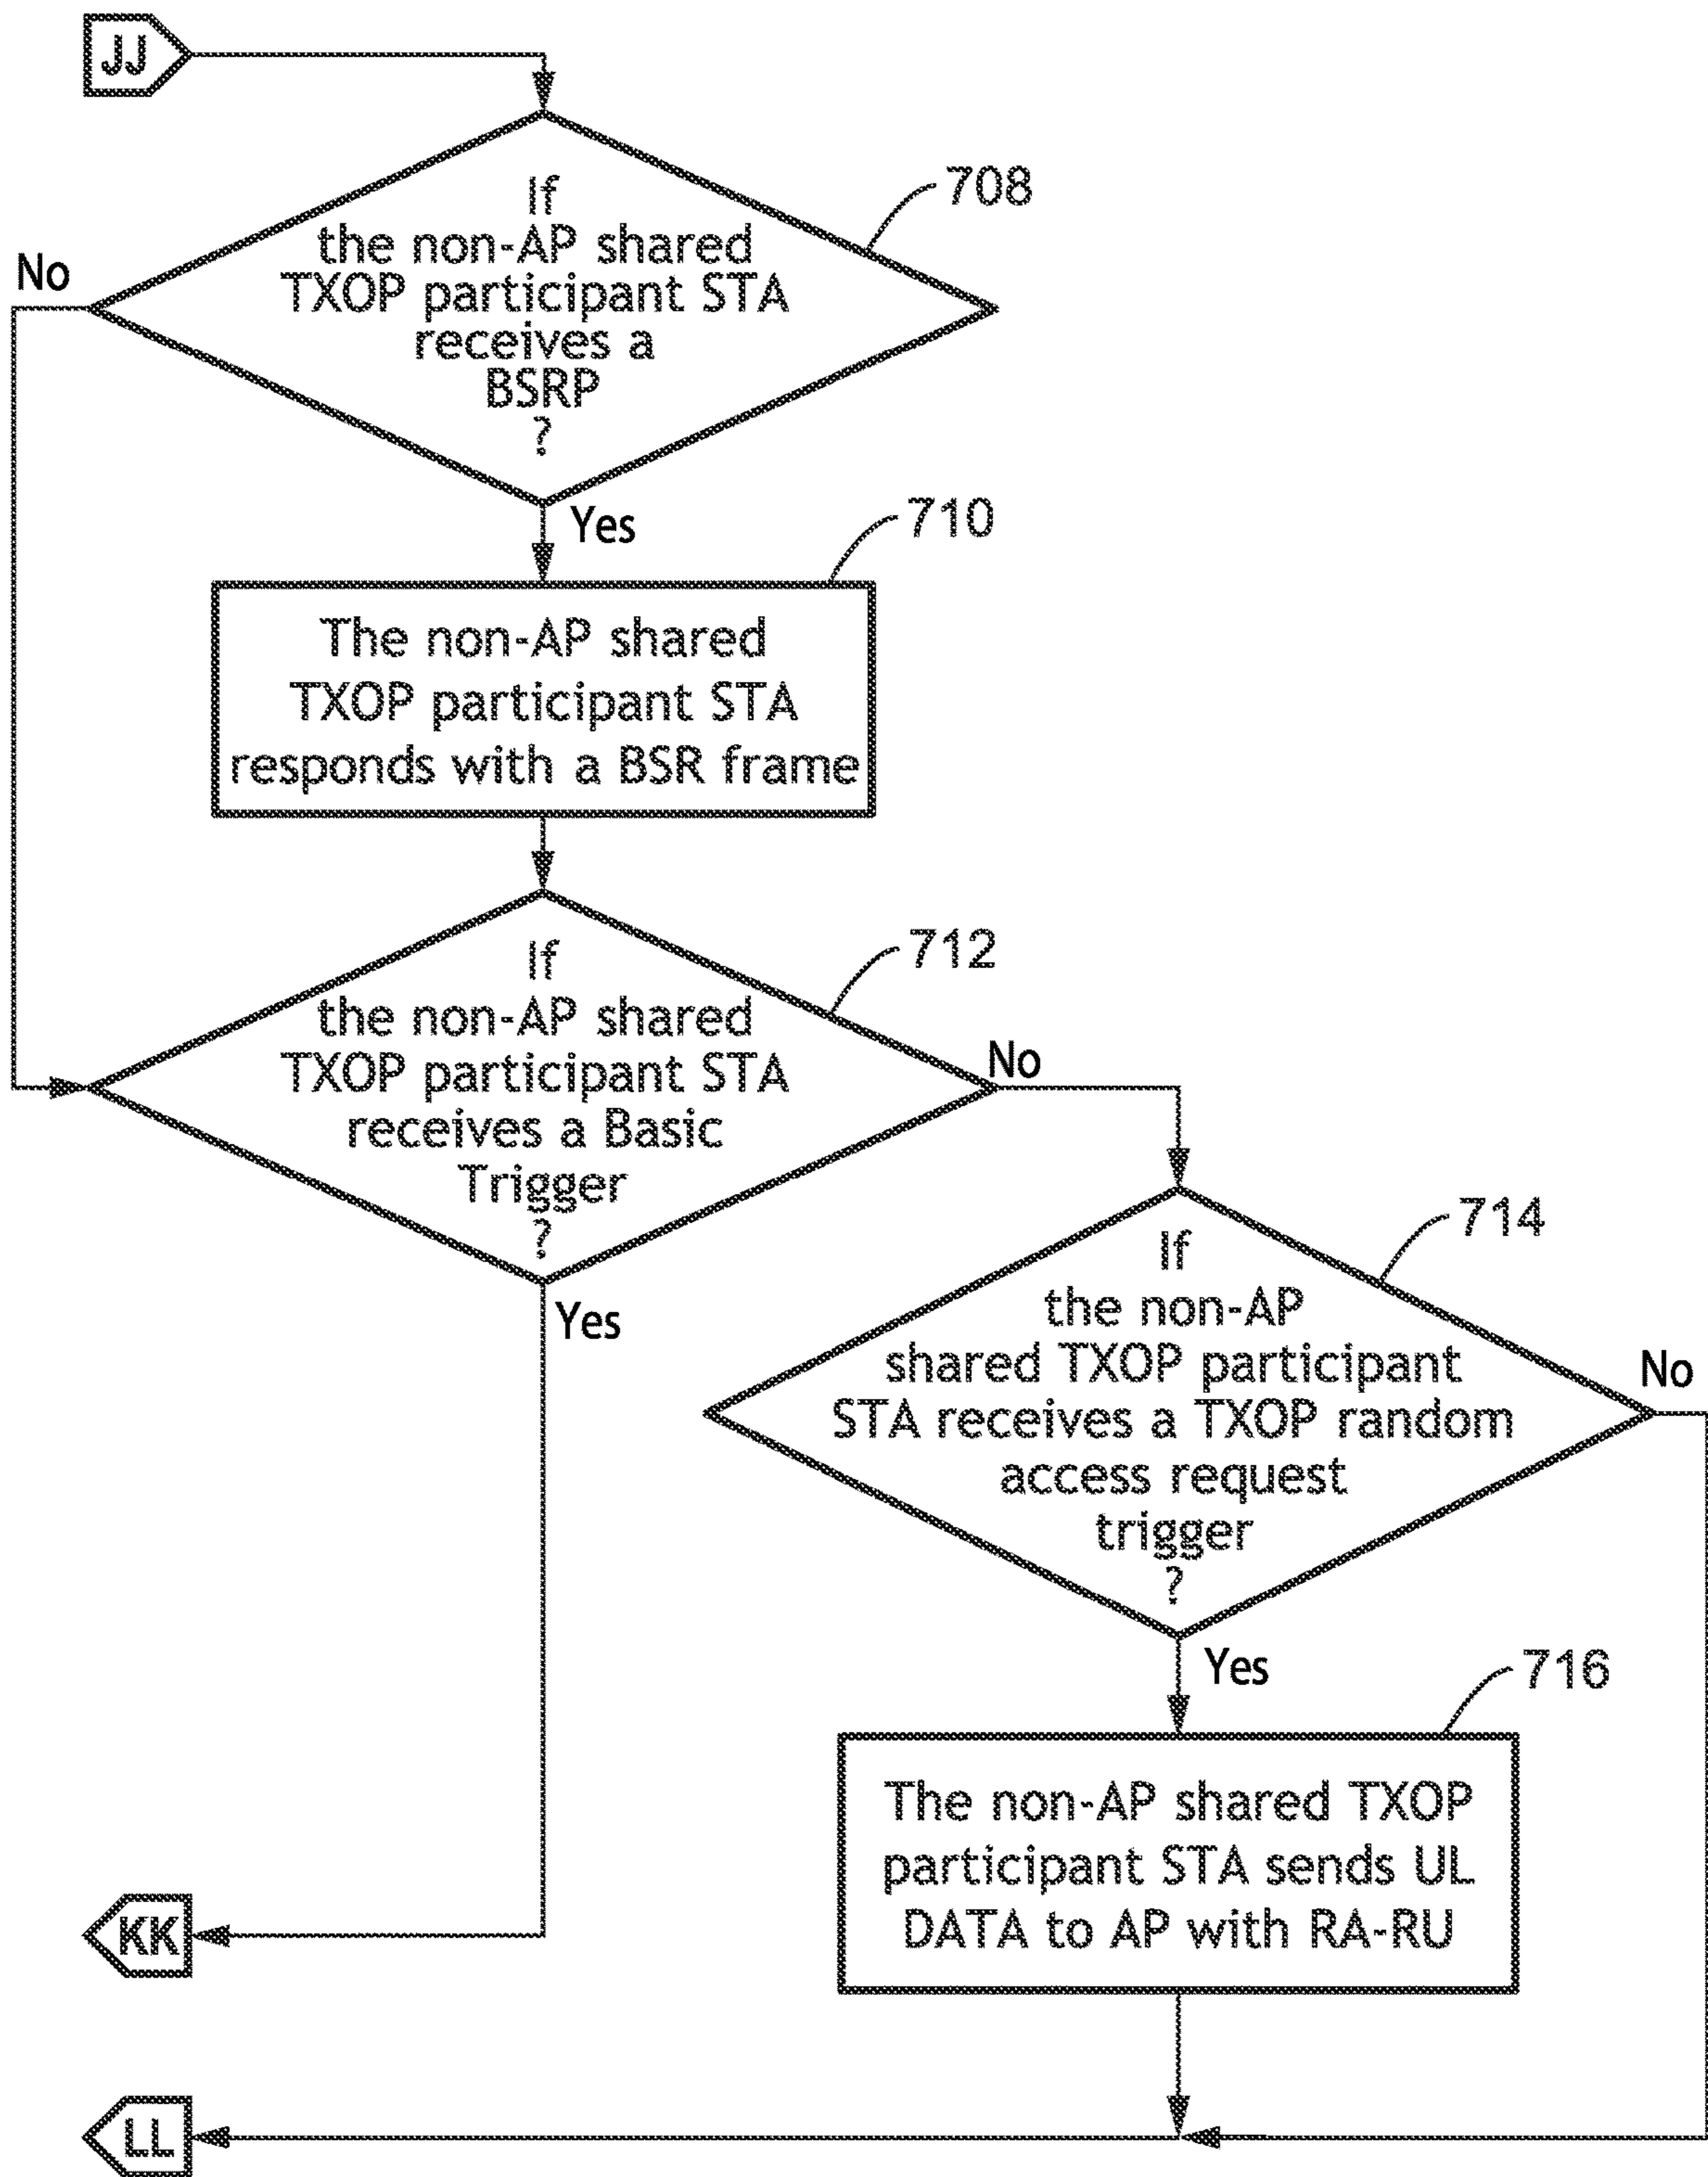 JJ
If
the non-AP shared
TXOP participant STA
receives a
BSRP
?
708
No
Yes
710
The non-AP shared
TXOP participant STA
responds with a BSR frame
712
If
the non-AP shared
TXOP participant STA
receives a Basic
Trigger
?
No
Yes
714
If
the non-AP
shared TXOP participant
STA receives a TXOP random
access request
trigger
?
No
Yes
716
The non-AP shared TXOP
participant STA sends UL
DATA to AP with RA-RU
KK
LL